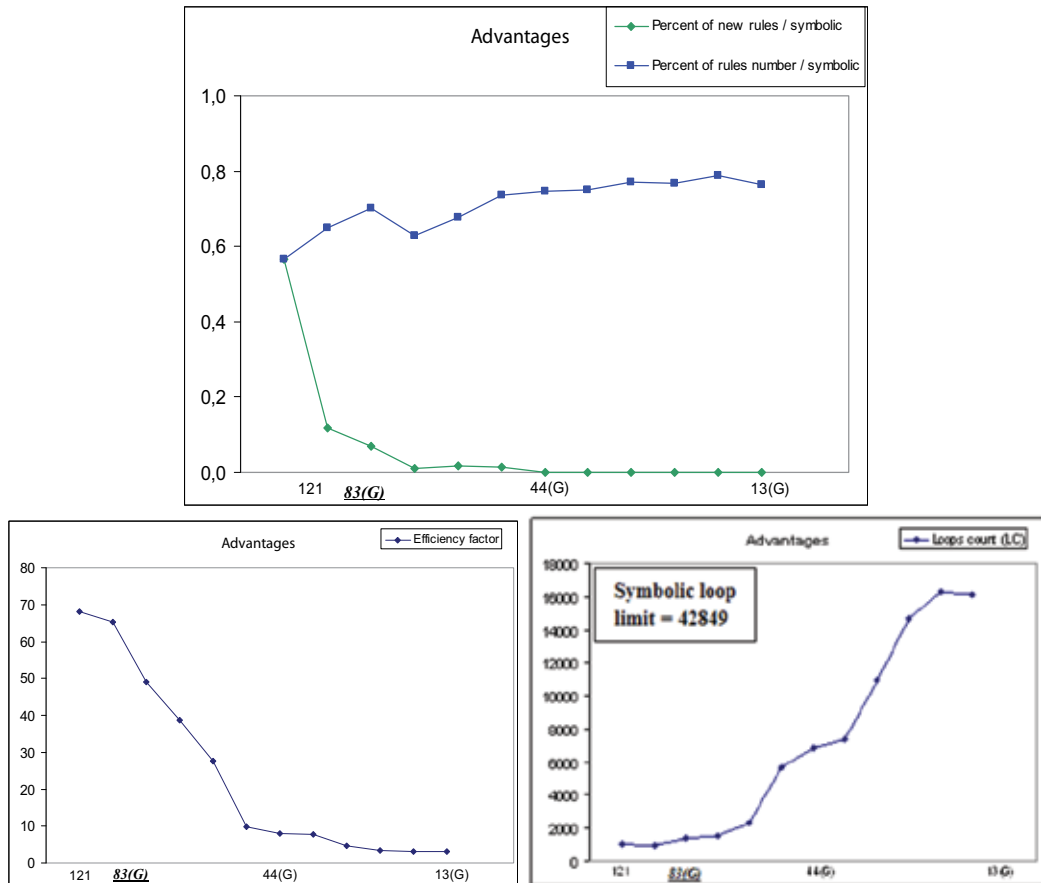 Advantages
Percent of new rules / symbolic
Percent of rules number / symbolic
1,0
0,8
0,6
0,4
0,2
0,0
121
83(G)
44(G)
13(G)
Advantages
Efficiency factor
80
70
60
50
40
30
20
10
0
121
83(G)
44(G)
13(G)
Advantages
Loops count (LC)
Symbolic loop
limit = 42849
18000
16000
14000
12000
10000
8000
6000
4000
2000
0
121
83(G)
44(G)
13(G)